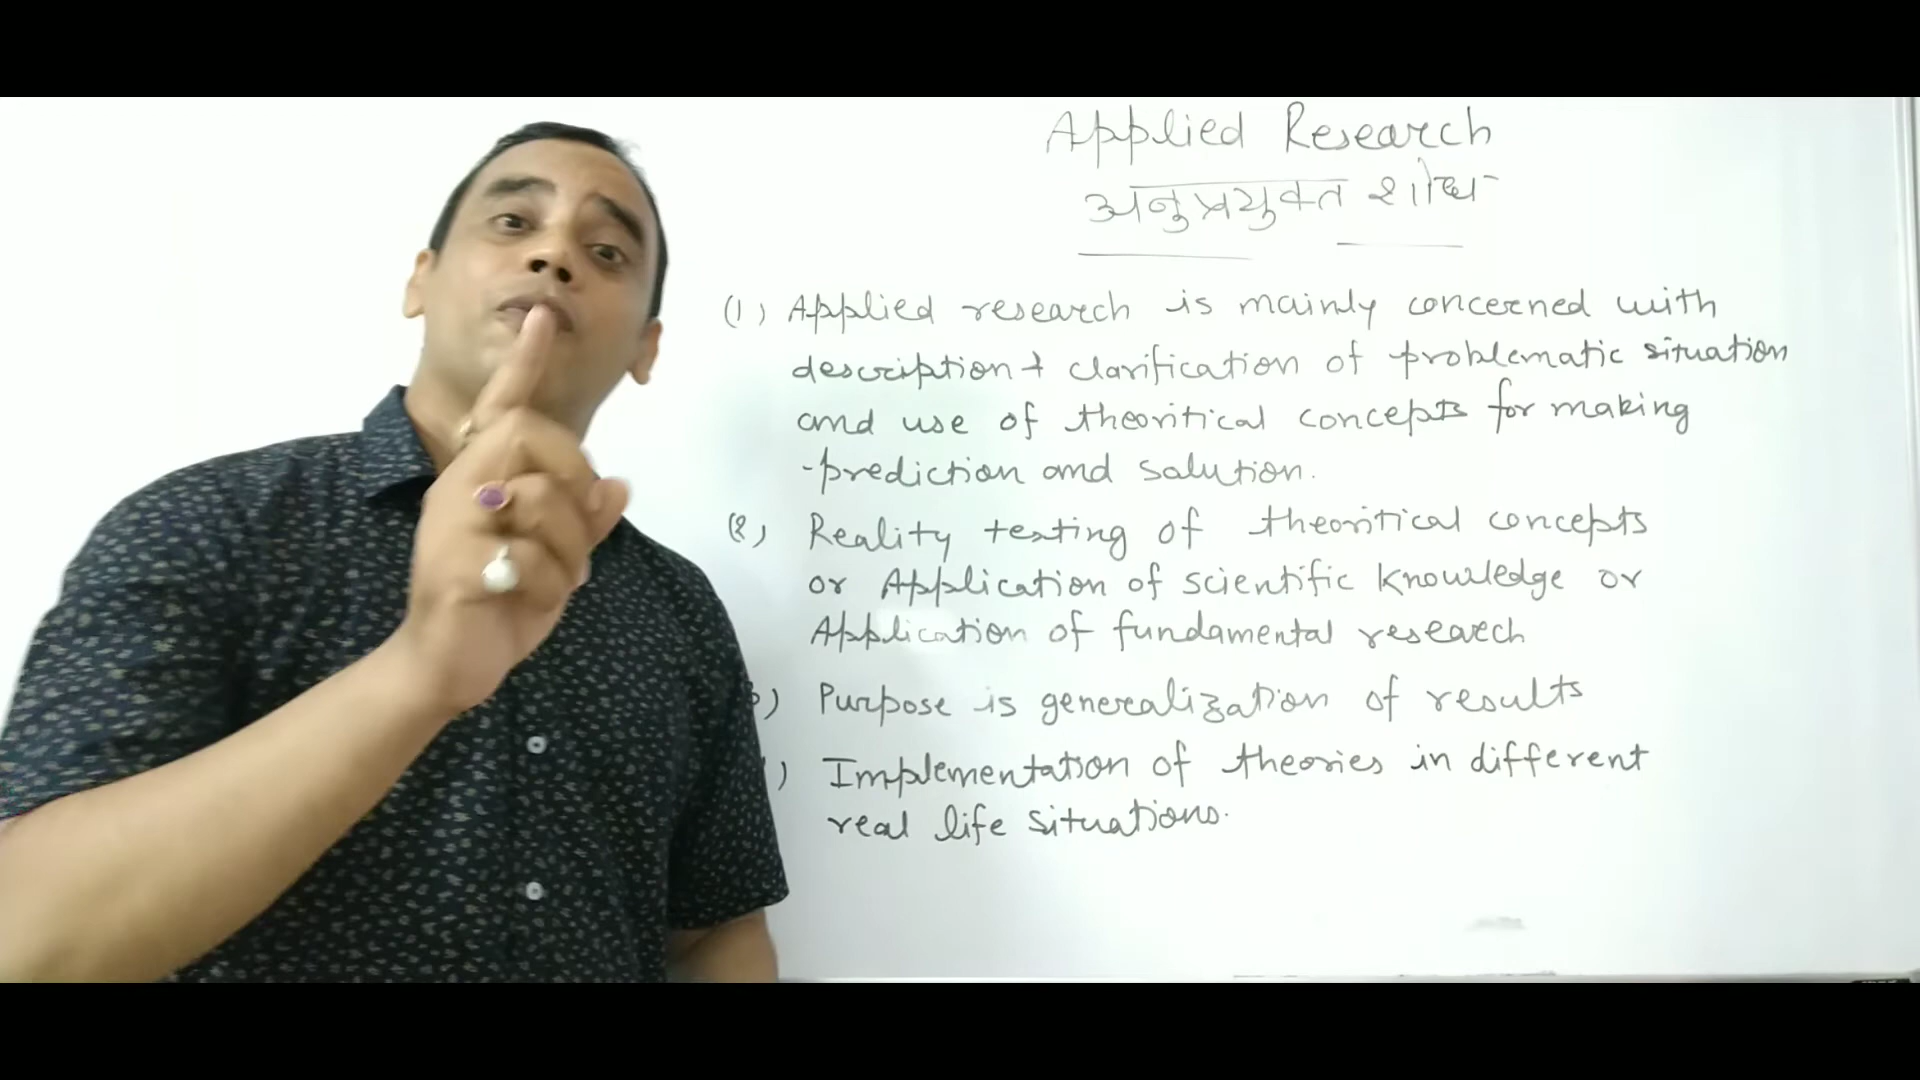 Applied Research
अनुप्रयुक्त शोध
(1) Applied research is mainly concerned with
description + clarification of problematic situation
and use of theoritical concepts for making
-prediction and salution.
(2) Reality testing of theoritical concepts
or Application of scientific Knowledge or
Application of fundamental research
) Purpose is generalization of results
) Implementation of theories in different
real life situations.